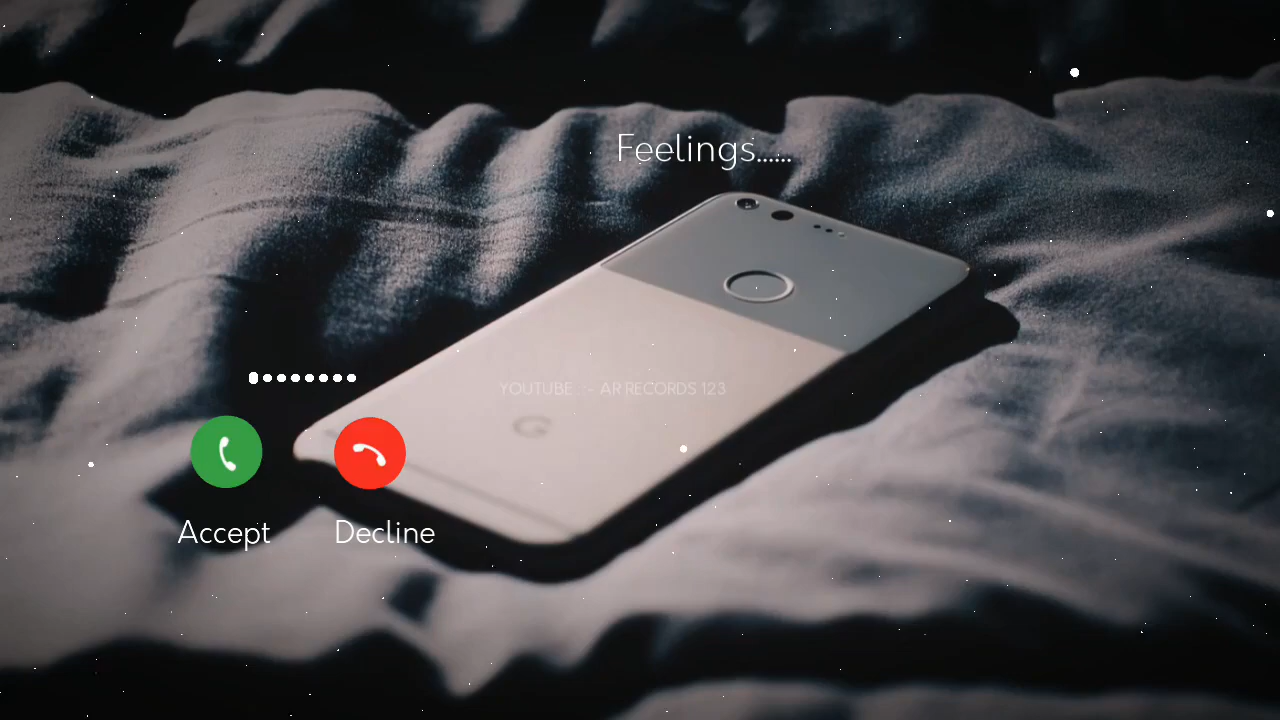 Feelings......
YOUTUBE :- AR RECORDS 123
G
Accept Decline